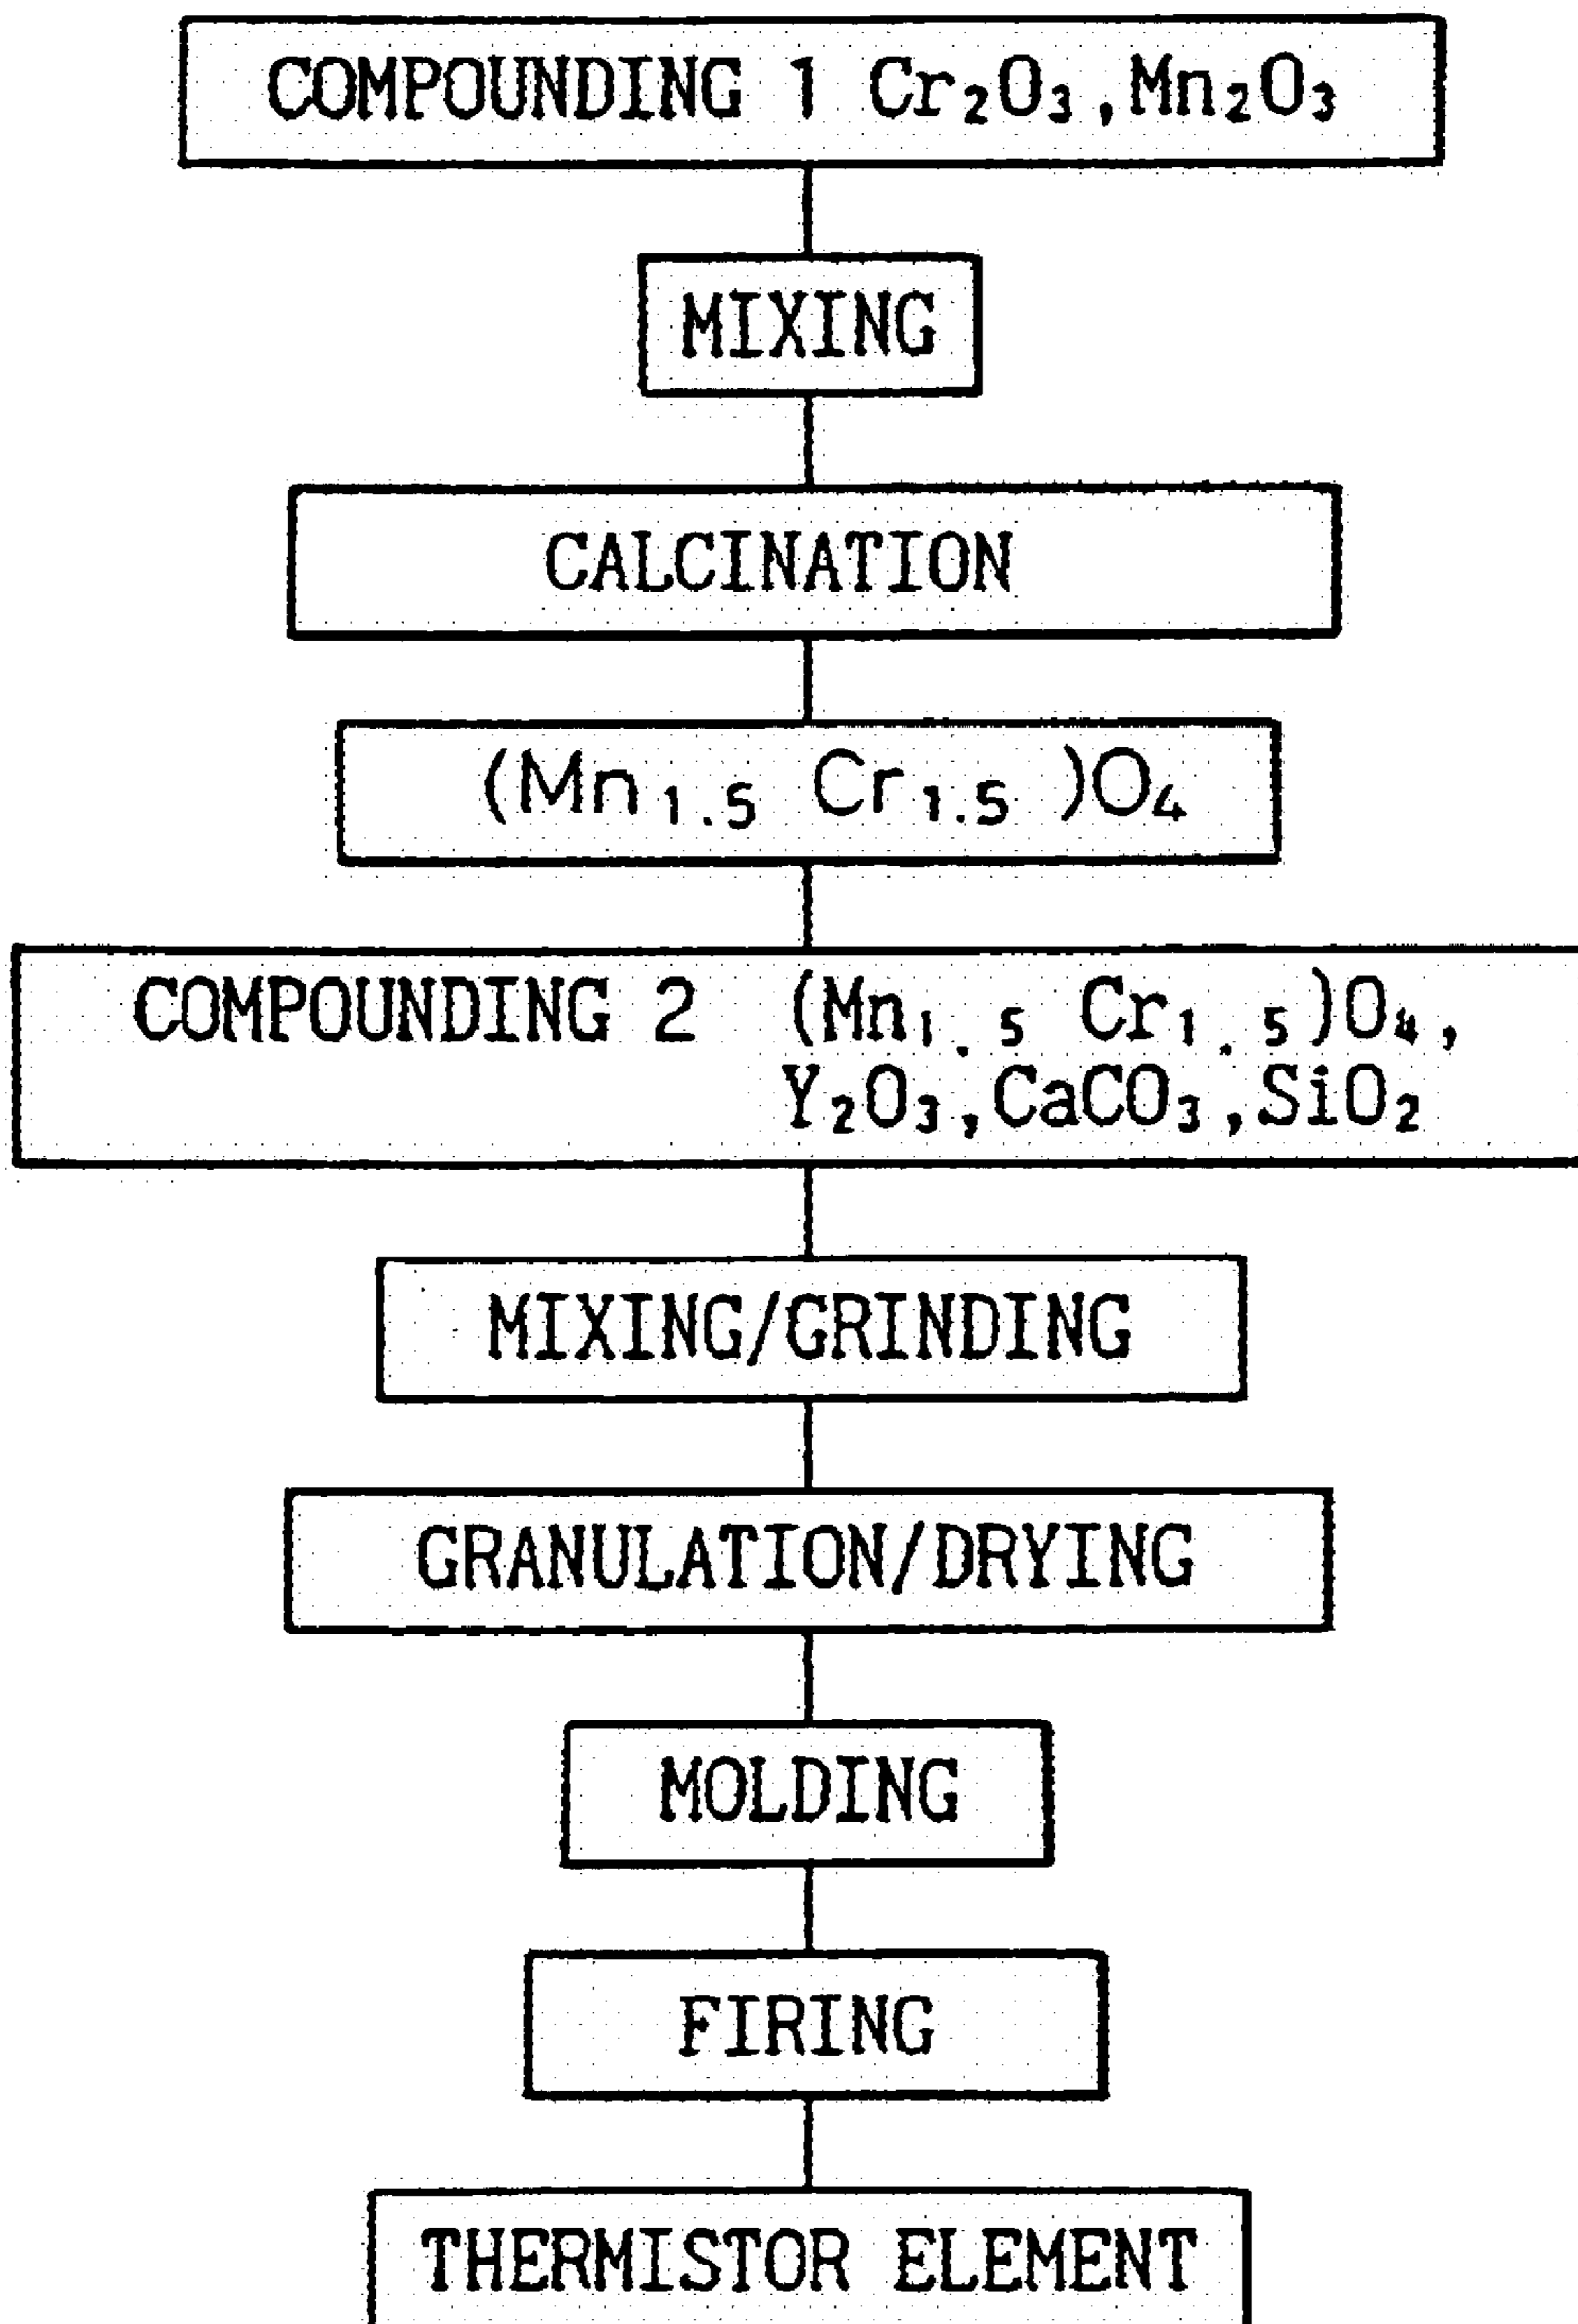 COMPOUNDING 1 Cr₂O₃,Mn₂O₃
MIXING
CALCINATION
(Mn₁.₅ Cr₁.₅ )O₄
COMPOUNDING 2 (Mn₁.₅ Cr₁.₅)O₄,
Y₂O₃,CaCO₃,SiO₂
MIXING/GRINDING
GRANULATION/DRYING
MOLDING
FIRING
THERMISTOR ELEMENT